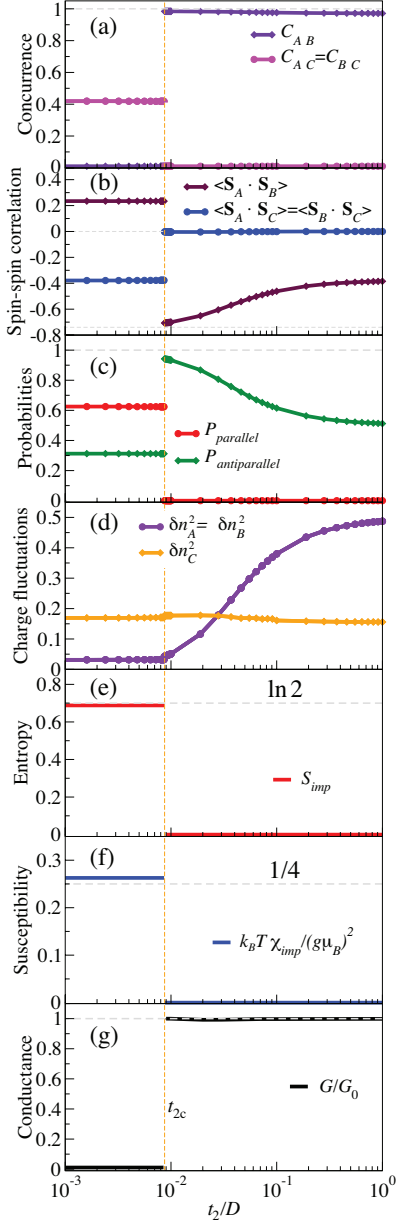 (a)
Concurrence
1
0.8
0.6
0.4
0.2
0
C_{A B}
C_{A C}=C_{B C}
(b)
Spin-spin correlation
0.4
0.2
0
-0.2
-0.4
-0.6
-0.8
<S_A · S_B>
<S_A · S_C>=<S_B · S_C>
(c)
Probabilities
1
0.8
0.6
0.4
0.2
0
P_{parallel}
P_{antiparallel}
(d)
Charge fluctuations
0.5
0.4
0.3
0.2
0.1
0
δn_A^2= δn_B^2
δn_C^2
(e)
Entropy
0.8
0.6
0.4
0.2
0
ln 2
S_{imp}
(f)
Susceptibility
0.3
0.2
0.1
0
1/4
k_B T χ_{imp}/(gμ_B)^2
(g)
Conductance
1
0.8
0.6
0.4
0.2
0
G/G_0
t_{2c}
10^{-3} 10^{-2} 10^{-1} 10^0
t_2/D